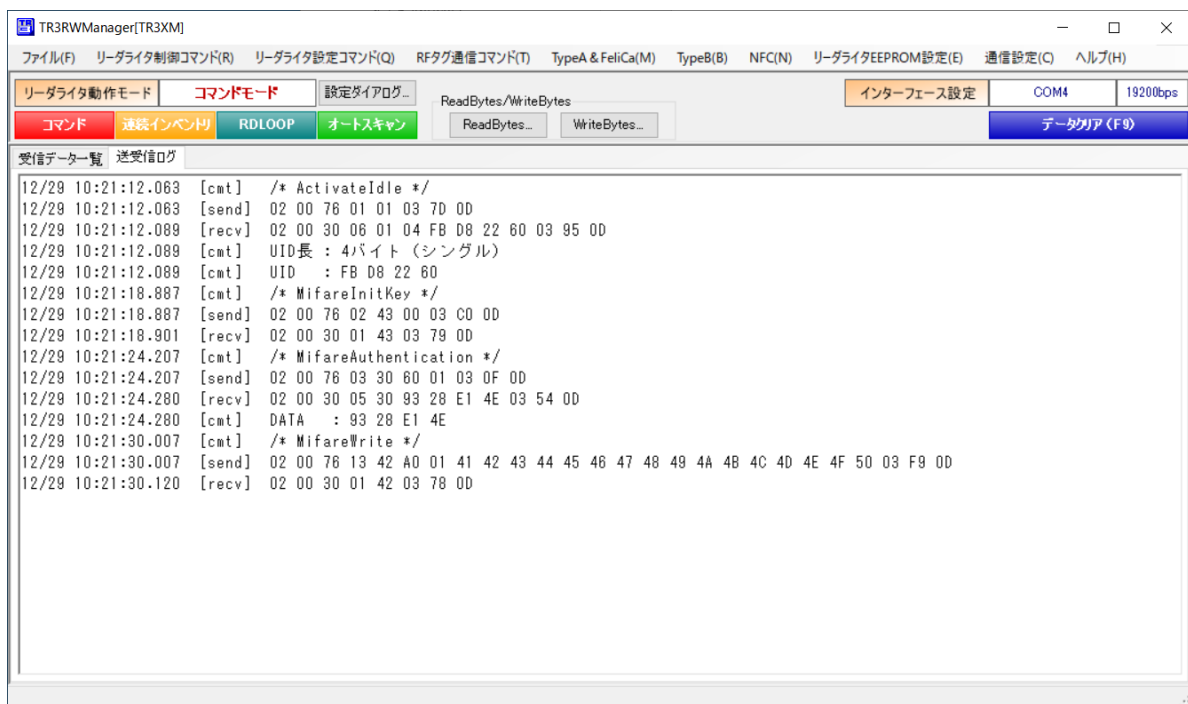 TR3RWManager[TR3XM]
ファイル(F) リーダライタ制御コマンド(R) リーダライタ設定コマンド(Q) RFタグ通信コマンド(T) TypeA & FeliCa(M) TypeB(B) NFC(N) リーダライタEEPROM設定(E) 通信設定(C) ヘルプ(H)
リーダライタ動作モード コマンドモード 設定ダイアログ... ReadBytes/WriteBytes インターフェース設定 COM4 19200bps
コマンド 連続インベントリ RDLOOP オートスキャン ReadBytes... WriteBytes... データクリア(F9)
受信データ一覧 送受信ログ
12/29 10:21:12.063 [cmt] /* ActivateIdle */
12/29 10:21:12.063 [send] 02 00 76 01 01 03 7D 0D
12/29 10:21:12.089 [recv] 02 00 30 06 01 04 FB D8 22 60 03 95 0D
12/29 10:21:12.089 [cmt] UID長 : 4バイト (シングル)
12/29 10:21:12.089 [cmt] UID : FB D8 22 60
12/29 10:21:18.887 [cmt] /* MifareInitKey */
12/29 10:21:18.887 [send] 02 00 76 02 43 00 03 C0 0D
12/29 10:21:18.901 [recv] 02 00 30 01 43 03 79 0D
12/29 10:21:24.207 [cmt] /* MifareAuthentication */
12/29 10:21:24.207 [send] 02 00 76 03 30 60 01 03 0F 0D
12/29 10:21:24.280 [recv] 02 00 30 05 30 93 28 E1 4E 03 54 0D
12/29 10:21:24.280 [cmt] DATA : 93 28 E1 4E
12/29 10:21:30.007 [cmt] /* MifareWrite */
12/29 10:21:30.007 [send] 02 00 76 13 42 A0 01 41 42 43 44 45 46 47 48 49 4A 4B 4C 4D 4E 4F 50 03 F9 0D
12/29 10:21:30.120 [recv] 02 00 30 01 42 03 78 0D